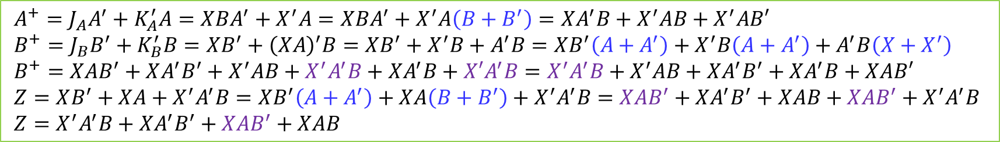 A⁺ = J_A A′ + K′_A A = XBA′ + X′A = XBA′ + X′A(B + B′) = XA′B + X′AB + X′AB′
B⁺ = J_B B′ + K′_B B = XB′ + (XA)′B = XB′ + X′B + A′B = XB′(A + A′) + X′B(A + A′) + A′B(X + X′)
B⁺ = XAB′ + XA′B′ + X′AB + X′A′B + XA′B + X′A′B = X′A′B + X′AB + XA′B′ + XA′B + XAB′
Z = XB′ + XA + X′A′B = XB′(A + A′) + XA(B + B′) + X′A′B = XAB′ + XA′B′ + XAB + XAB′ + X′A′B
Z = X′A′B + XA′B′ + XAB′ + XAB